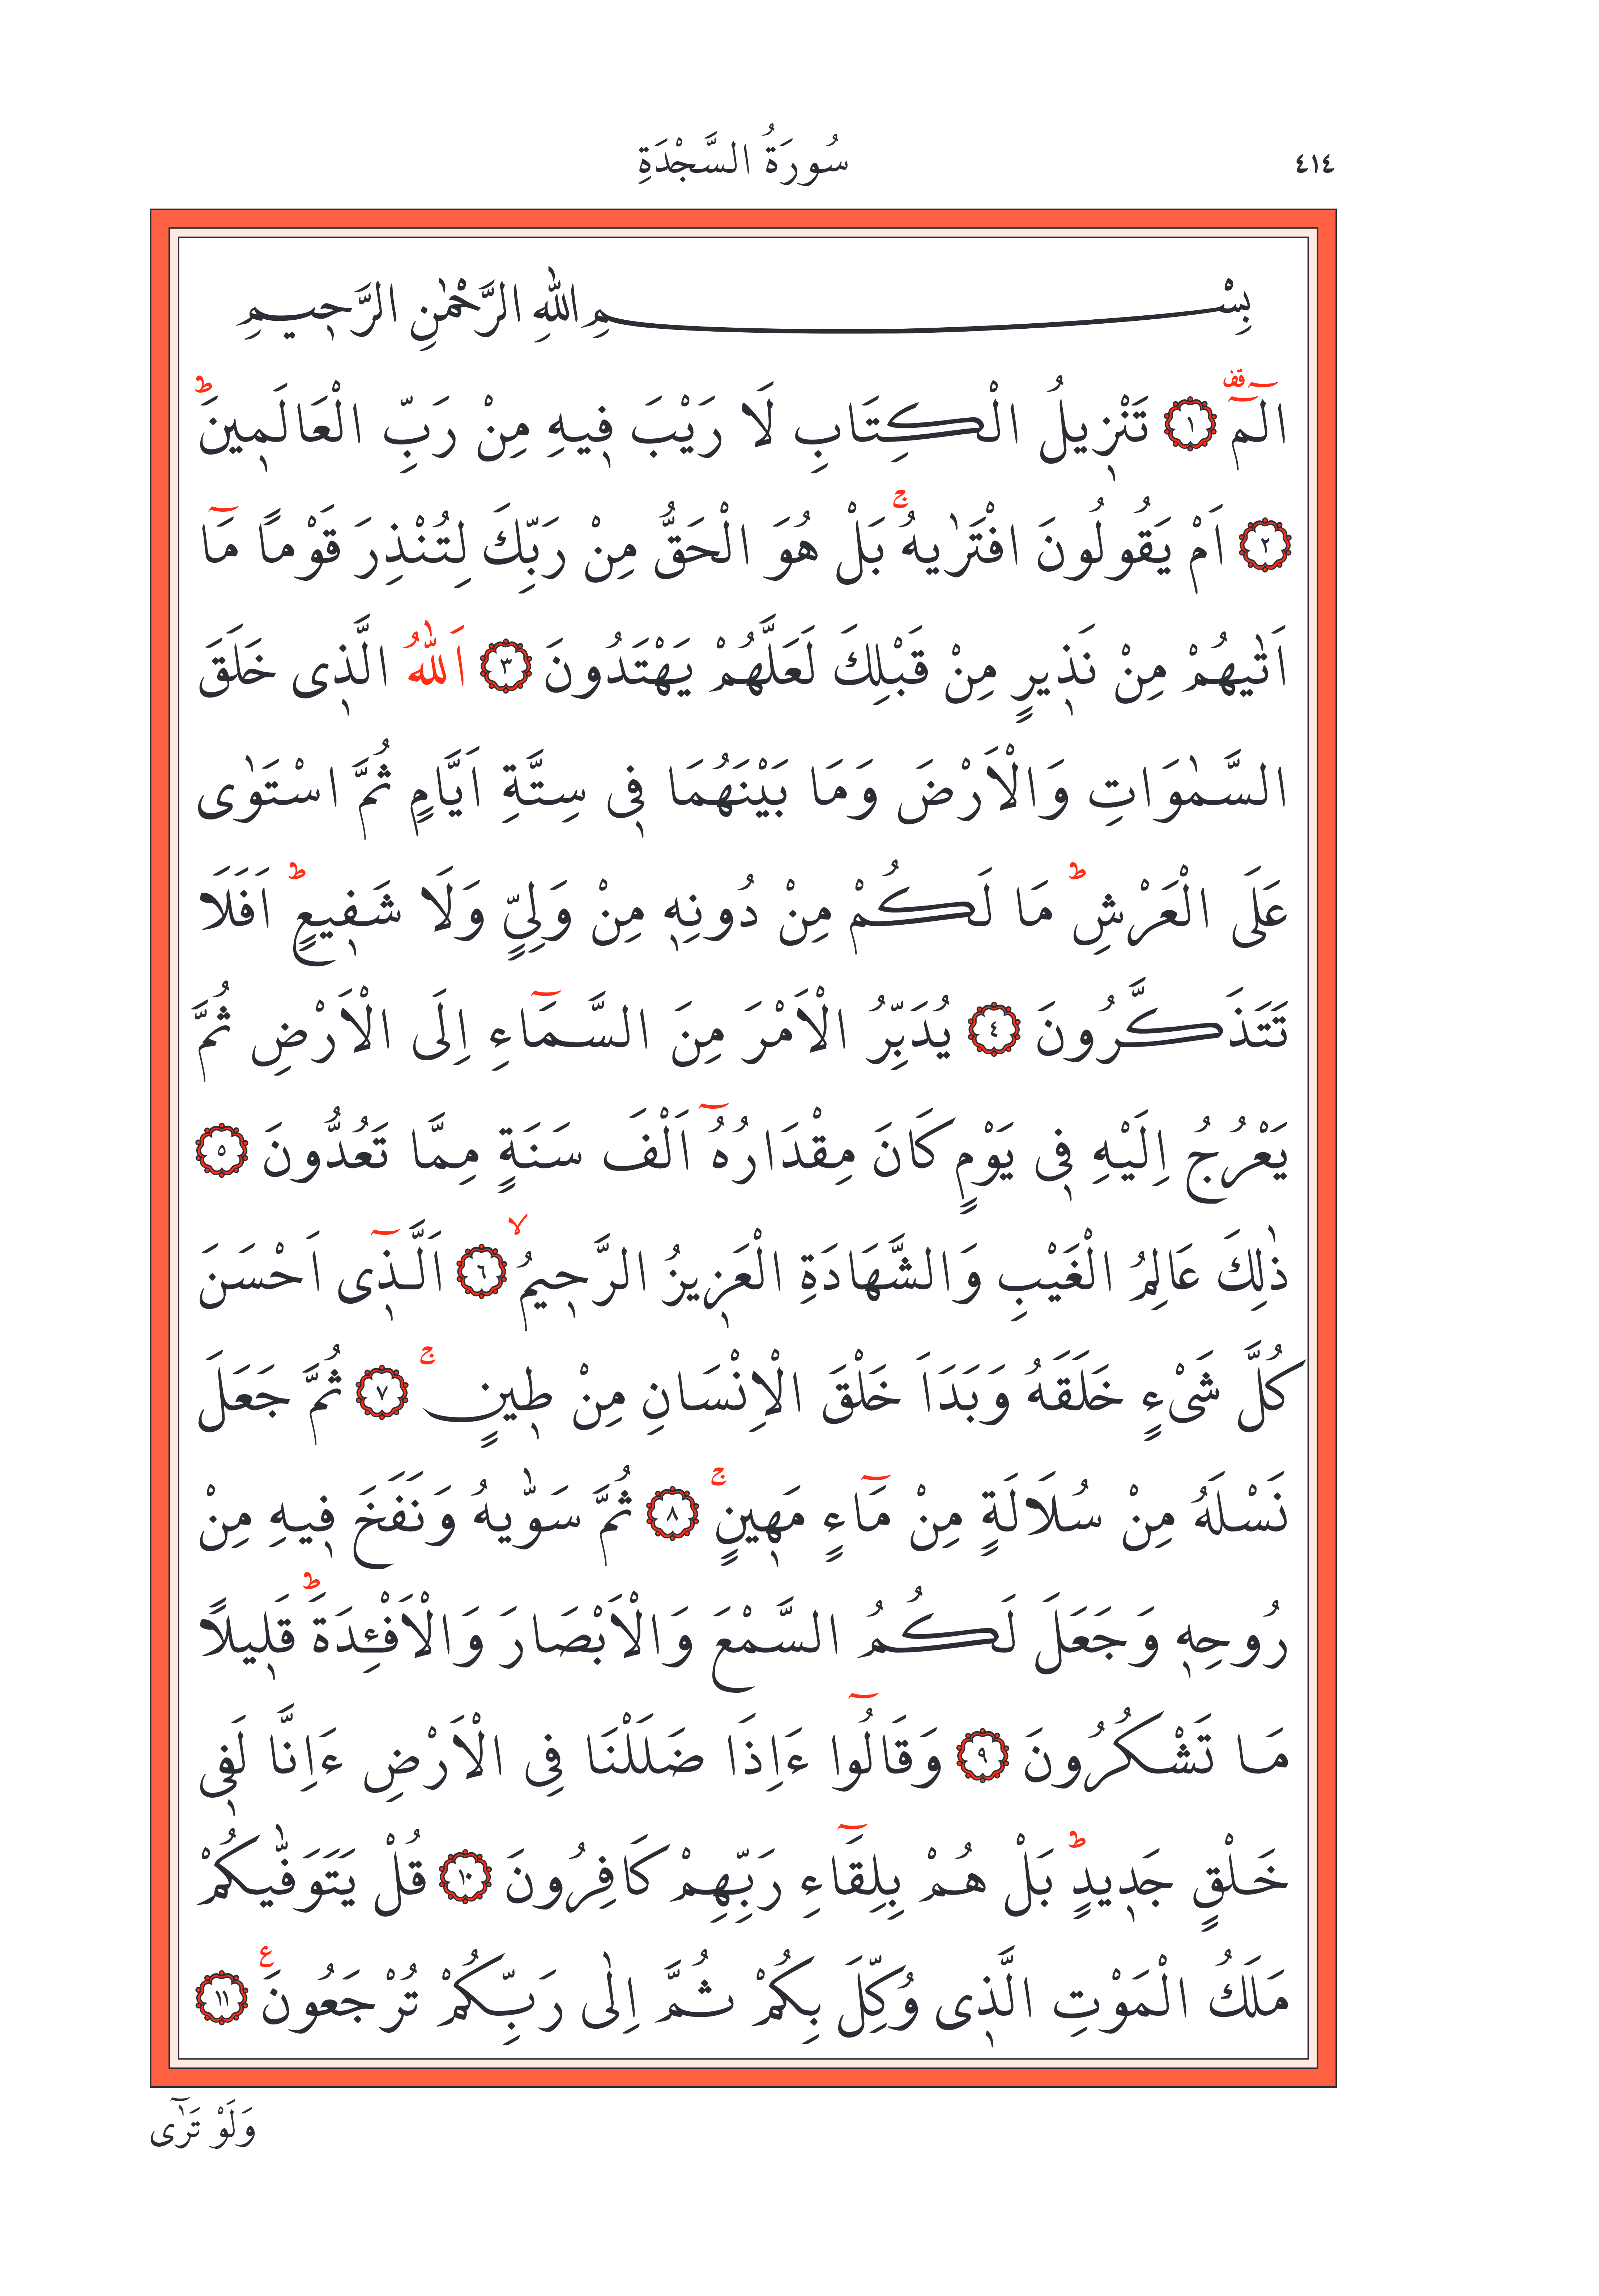 ٤١٤
سُورَةُ السَّجْدَةِ
بِسْمِ اللّٰهِ الرَّحْمٰنِ الرَّحٖيمِ
الٓمٓ ۗ ﴿١﴾ تَنْزٖيلُ الْكِتَابِ لَا رَيْبَ فٖيهِ مِنْ رَبِّ الْعَالَمٖينَؕ
﴿٢﴾ اَمْ يَقُولُونَ افْتَرٰيهُۚ بَلْ هُوَ الْحَقُّ مِنْ رَبِّكَ لِتُنْذِرَ قَوْمًا مَٓا
اَتٰيهُمْ مِنْ نَذٖيرٍ مِنْ قَبْلِكَ لَعَلَّهُمْ يَهْتَدُونَ ﴿٣﴾ اَللّٰهُ الَّذٖى خَلَقَ
السَّمٰوَاتِ وَالْاَرْضَ وَمَا بَيْنَهُمَا فٖى سِتَّةِ اَيَّامٍ ثُمَّ اسْتَوٰى
عَلَى الْعَرْشِؕ مَا لَكُمْ مِنْ دُونِهٖ مِنْ وَلِىٍّ وَلَا شَفٖيعٍؕ اَفَلَا
تَتَذَكَّرُونَ ﴿٤﴾ يُدَبِّرُ الْاَمْرَ مِنَ السَّمَٓاءِ اِلَى الْاَرْضِ ثُمَّ
يَعْرُجُ اِلَيْهِ فٖى يَوْمٍ كَانَ مِقْدَارُهُٓ اَلْفَ سَنَةٍ مِمَّا تَعُدُّونَ ﴿٥﴾
ذٰلِكَ عَالِمُ الْغَيْبِ وَالشَّهَادَةِ الْعَزٖيزُ الرَّحٖيمُۙ ﴿٦﴾ اَلَّذٖٓى اَحْسَنَ
كُلَّ شَىْءٍ خَلَقَهُ وَبَدَاَ خَلْقَ الْاِنْسَانِ مِنْ طٖينٍۚ ﴿٧﴾ ثُمَّ جَعَلَ
نَسْلَهُ مِنْ سُلَالَةٍ مِنْ مَٓاءٍ مَهٖينٍۚ ﴿٨﴾ ثُمَّ سَوّٰيهُ وَنَفَخَ فٖيهِ مِنْ
رُوحِهٖ وَجَعَلَ لَكُمُ السَّمْعَ وَالْاَبْصَارَ وَالْاَفْـِٔدَةَؕ قَلٖيلًا
مَا تَشْكُرُونَ ﴿٩﴾ وَقَالُٓوا ءَاِذَا ضَلَلْنَا فِى الْاَرْضِ ءَاِنَّا لَفٖى
خَلْقٍ جَدٖيدٍؕ بَلْ هُمْ بِلِقَٓاءِ رَبِّهِمْ كَافِرُونَ ﴿١٠﴾ قُلْ يَتَوَفّٰيكُمْ
مَلَكُ الْمَوْتِ الَّذٖى وُكِّلَ بِكُمْ ثُمَّ اِلٰى رَبِّكُمْ تُرْجَعُونَ ع ﴿١١﴾
وَلَوْ تَرٰٓى